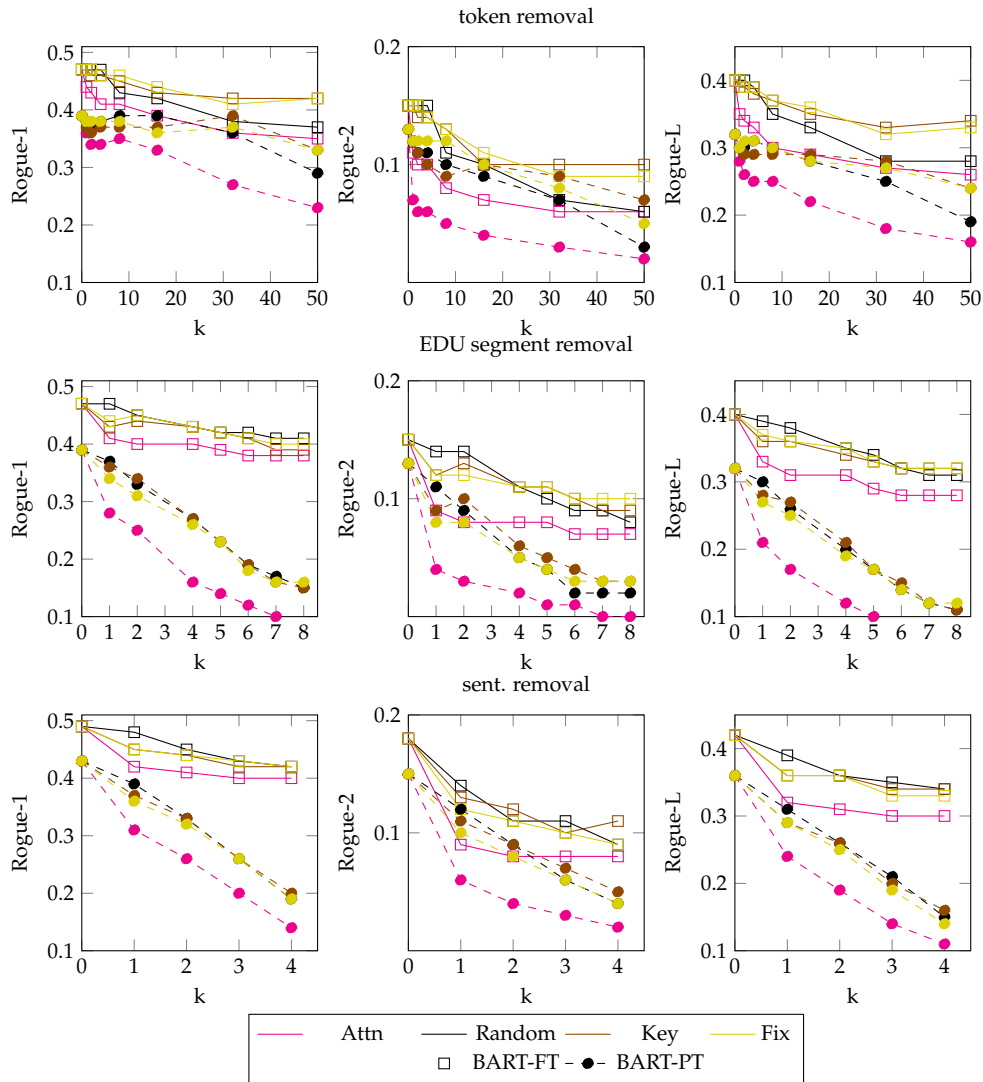 token removal
0.5
0.4
0.3
0.2
0.1
Rogue-1
0 10 20 30 40 50
k
0.2
0.1
Rogue-2
0 10 20 30 40 50
k
0.4
0.3
0.2
0.1
Rogue-L
0 10 20 30 40 50
k
EDU segment removal
0.5
0.4
0.3
0.2
0.1
Rogue-1
0 1 2 3 4 5 6 7 8
k
0.2
0.1
Rogue-2
0 1 2 3 4 5 6 7 8
k
0.4
0.3
0.2
0.1
Rogue-L
0 1 2 3 4 5 6 7 8
k
sent. removal
0.5
0.4
0.3
0.2
0.1
Rogue-1
0 1 2 3 4
k
0.2
0.1
Rogue-2
0 1 2 3 4
k
0.4
0.3
0.2
0.1
Rogue-L
0 1 2 3 4
k
Attn Random Key Fix
BART-FT BART-PT